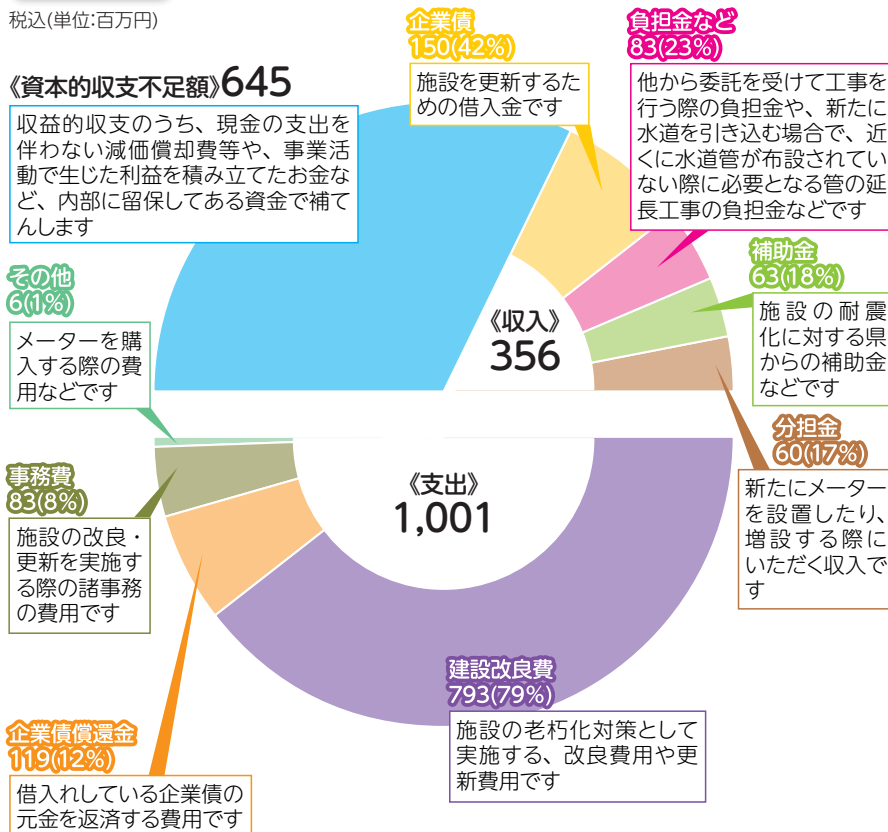 税込(単位:百万円)
《資本的収支不足額》645
収益的収支のうち、現金の支出を
伴わない減価償却費等や、事業活
動で生じた利益を積み立てたお金な
ど、内部に留保してある資金で補て
んします
企業債
150(42%)
施設を更新するた
めの借入金です
負担金など
83(23%)
他から委託を受けて工事を
行う際の負担金や、新たに
水道を引き込む場合で、近
くに水道管が布設されてい
ない際に必要となる管の延
長工事の負担金などです
補助金
63(18%)
施設の耐震
化に対する県
からの補助金
などです
分担金
60(17%)
新たにメーター
を設置したり、
増設する際に
いただく収入で
す
《収入》
356
《支出》
1,001
その他
6(1%)
メーターを購
入する際の費
用などです
事務費
83(8%)
施設の改良・
更新を実施す
る際の諸事務
の費用です
企業債償還金
119(12%)
借入れしている企業債の
元金を返済する費用です
建設改良費
793(79%)
施設の老朽化対策として
実施する、改良費用や更
新費用です